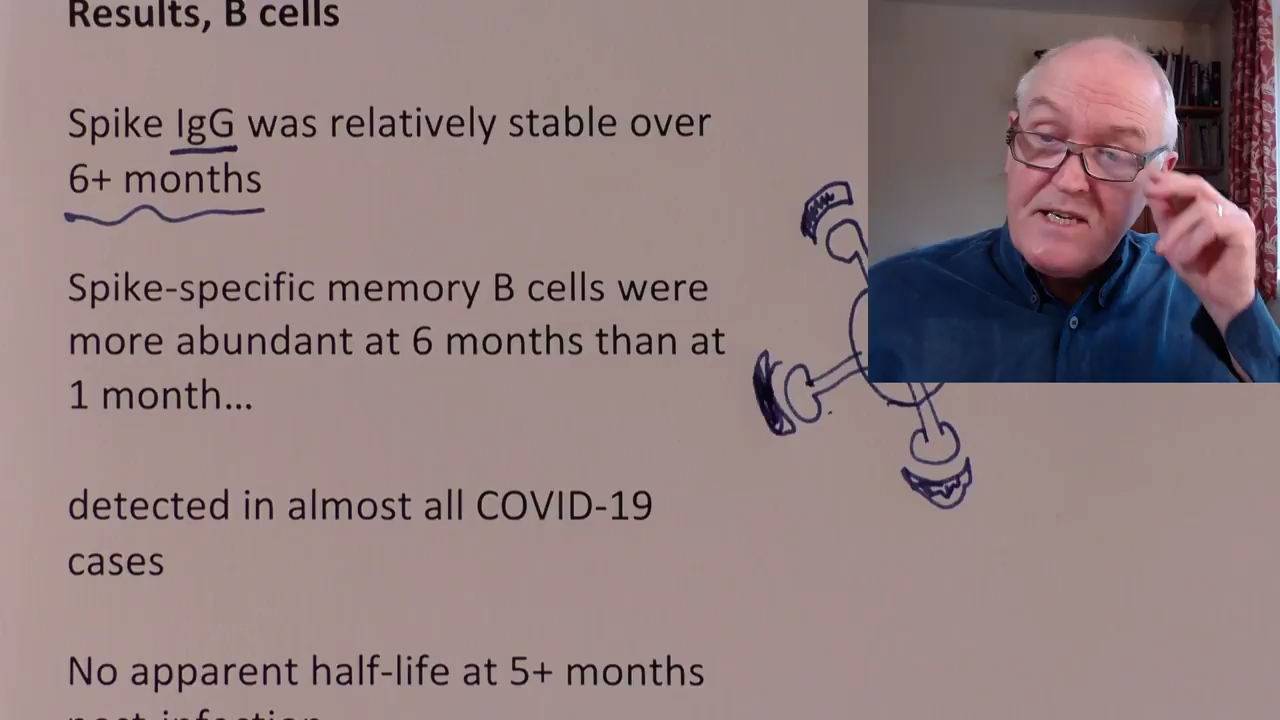 Results, B cells
Spike IgG was relatively stable over
6+ months
Spike-specific memory B cells were
more abundant at 6 months than at
1 month…
detected in almost all COVID-19
cases
No apparent half-life at 5+ months
post-infection